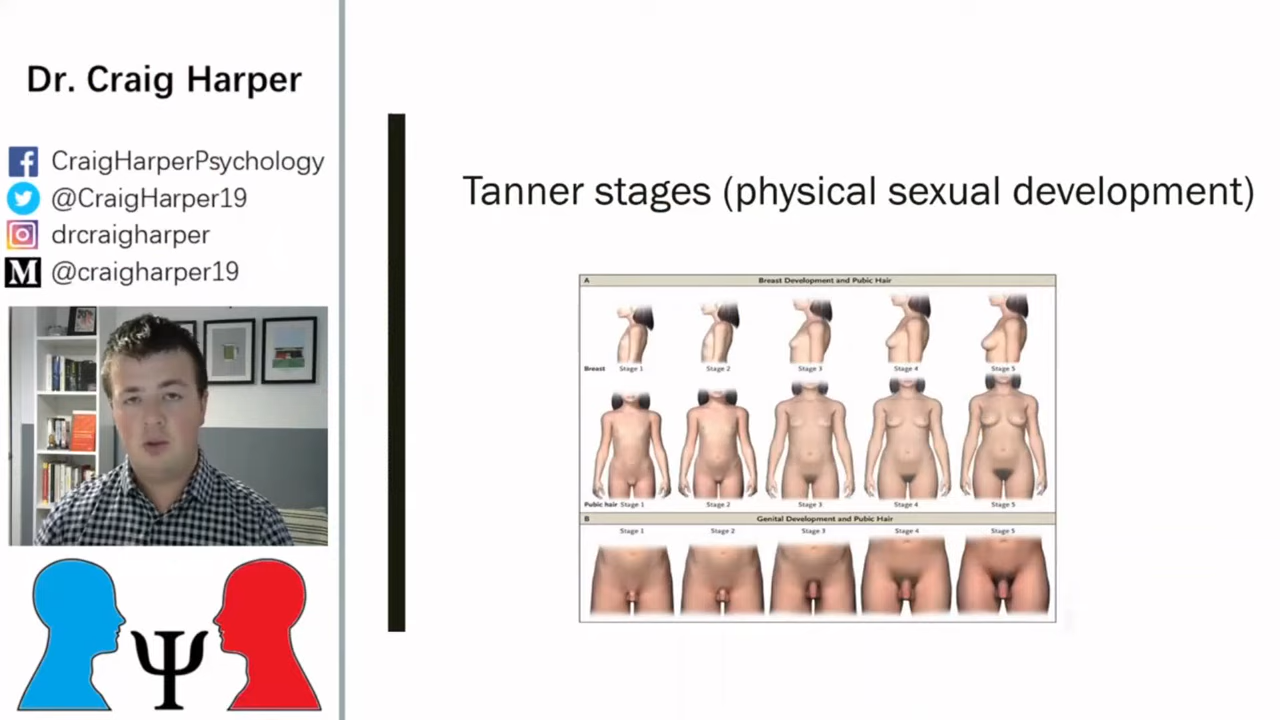 Dr. Craig Harper
CraigHarperPsychology
@CraigHarper19
drcraigharper
@craigharper19
Tanner stages (physical sexual development)
A
Breast Development and Pubic Hair
Breast Stage 1 Stage 2 Stage 3 Stage 4 Stage 5
Pubic hair Stage 1 Stage 2 Stage 3 Stage 4 Stage 5
B
Genital Development and Pubic Hair
Stage 1 Stage 2 Stage 3 Stage 4 Stage 5
Ψ